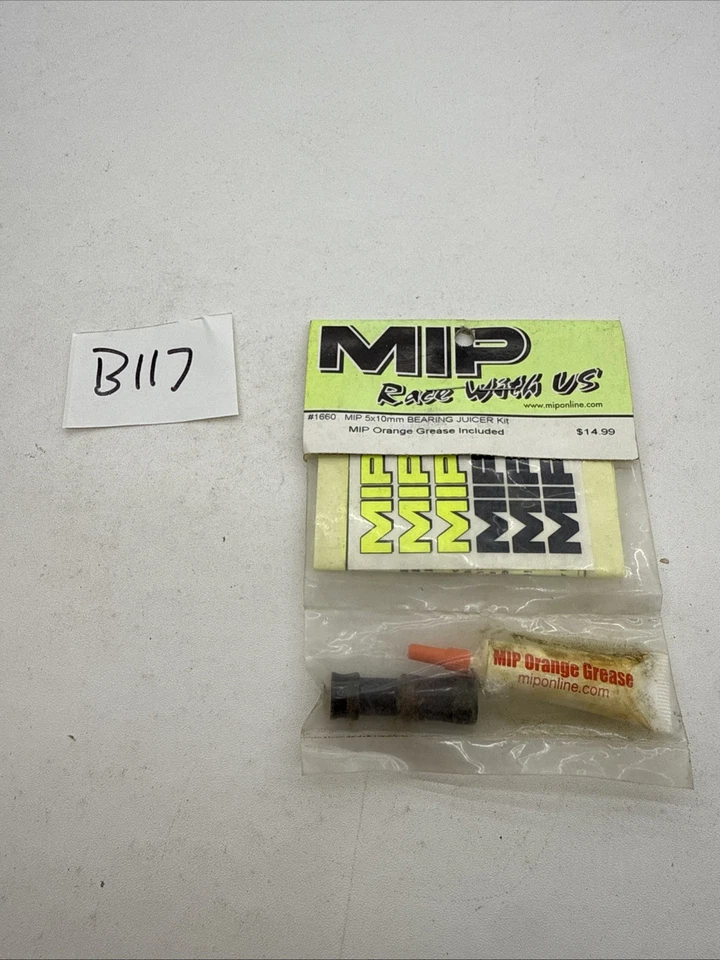 B117
MIP
Race With US
www.miponline.com
#1660 MIP 5x10mm BEARING JUICER Kit
MIP Orange Grease Included $14.99
MIP MIP MIP MIP MIP MIP
MIP Orange Grease
miponline.com